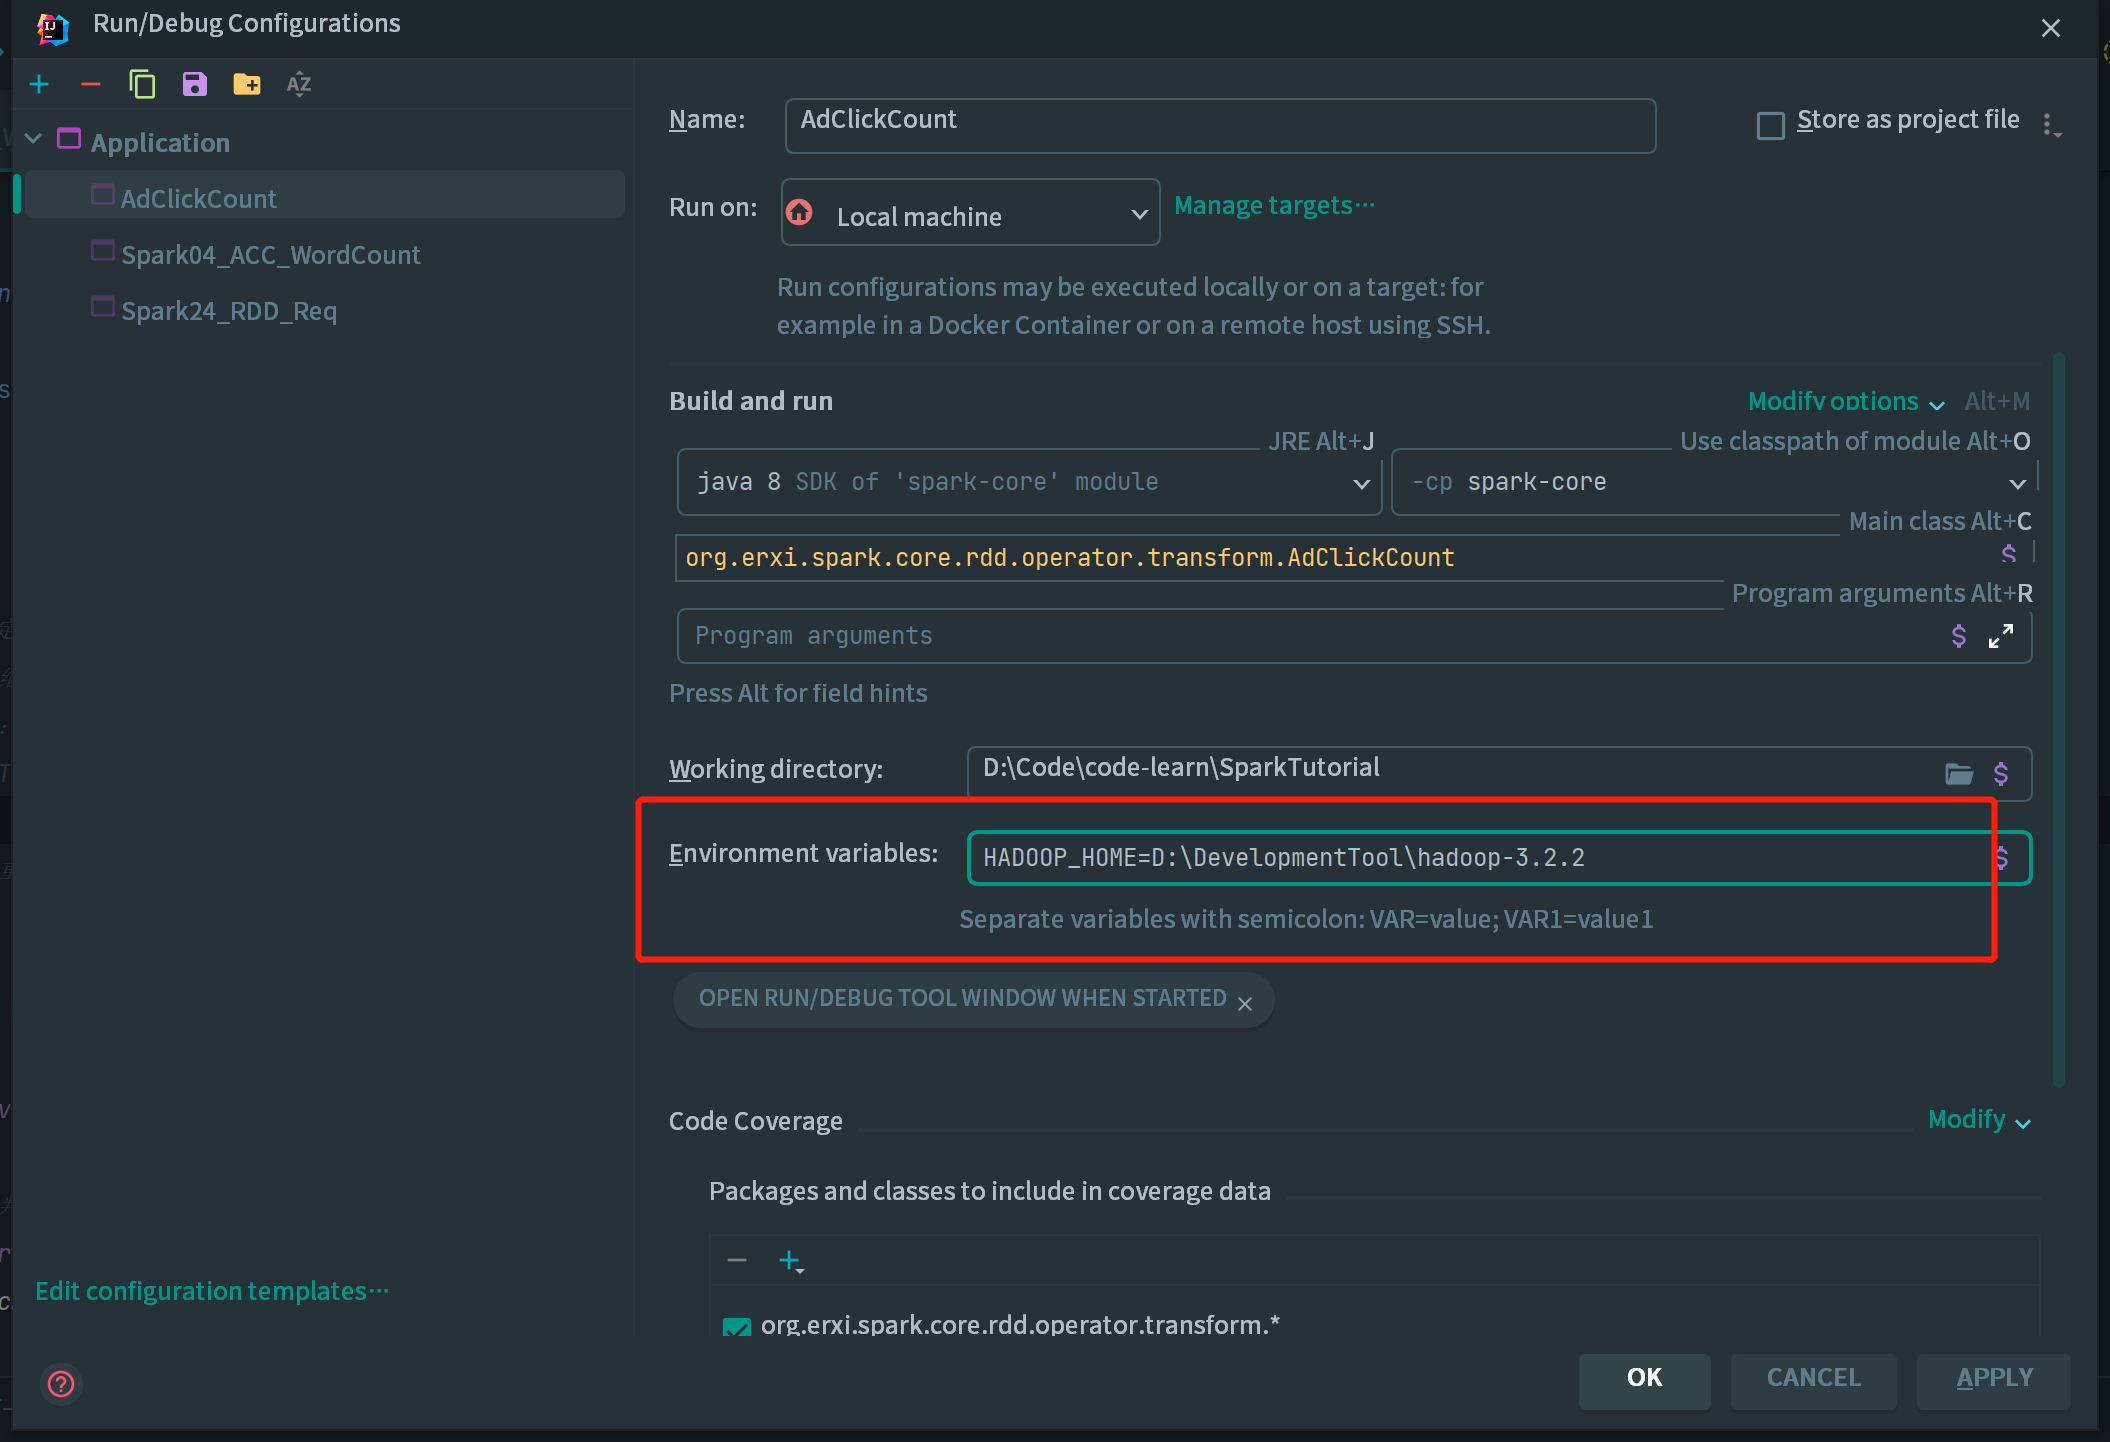 Run/Debug Configurations
Application
AdClickCount
Spark04_ACC_WordCount
Spark24_RDD_Req
Edit configuration templates...
Name: AdClickCount
Store as project file
Run on: Local machine
Manage targets...
Run configurations may be executed locally or on a target: for
example in a Docker Container or on a remote host using SSH.
Build and run
Modify options Alt+M
JRE Alt+J
Use classpath of module Alt+O
java 8 SDK of 'spark-core' module
-cp spark-core
Main class Alt+C
org.erxi.spark.core.rdd.operator.transform.AdClickCount
Program arguments Alt+R
Program arguments
Press Alt for field hints
Working directory: D:\Code\code-learn\SparkTutorial
Environment variables: HADOOP_HOME=D:\DevelopmentTool\hadoop-3.2.2
Separate variables with semicolon: VAR=value; VAR1=value1
OPEN RUN/DEBUG TOOL WINDOW WHEN STARTED
Code Coverage
Modify
Packages and classes to include in coverage data
org.erxi.spark.core.rdd.operator.transform.*
OK
CANCEL
APPLY